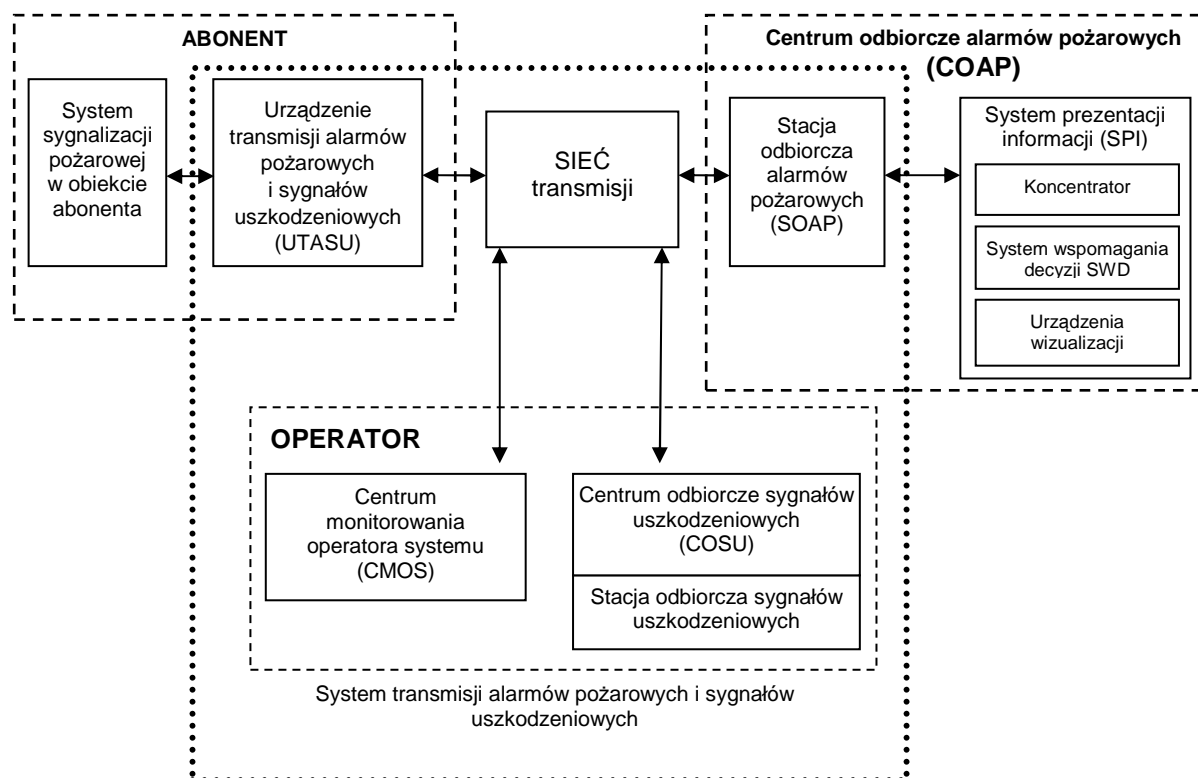 ABONENT
Centrum odbiorcze alarmów pożarowych
(COAP)
System
sygnalizacji
pożarowej
w obiekcie
abonenta
Urządzenie
transmisji alarmów
pożarowych
i sygnałów
uszkodzeniowych
(UTASU)
SIEĆ
transmisji
Stacja
odbiorcza
alarmów
pożarowych
(SOAP)
System prezentacji
informacji (SPI)
Koncentrator
System wspomagania
decyzji SWD
Urządzenia
wizualizacji
OPERATOR
Centrum
monitorowania
operatora systemu
(CMOS)
Centrum odbiorcze sygnałów
uszkodzeniowych
(COSU)
Stacja odbiorcza sygnałów
uszkodzeniowych
System transmisji alarmów pożarowych i sygnałów
uszkodzeniowych